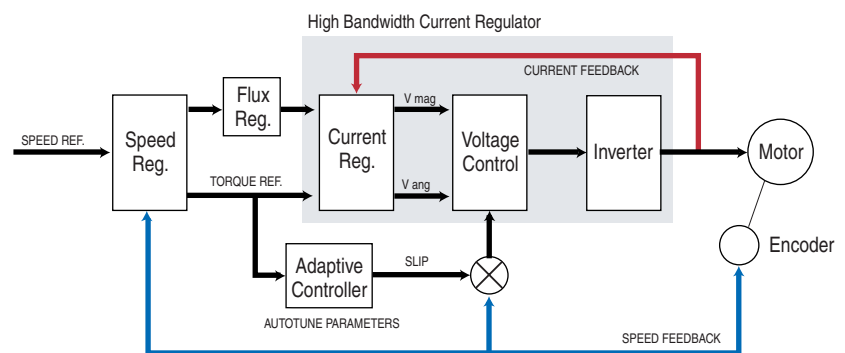 High Bandwidth Current Regulator
CURRENT FEEDBACK
Flux
Reg.
V mag
SPEED REF.
Speed
Reg.
Current
Reg.
Voltage
Control
Inverter
Motor
TORQUE REF.
V ang
Adaptive
Controller
SLIP
Encoder
AUTOTUNE PARAMETERS
SPEED FEEDBACK